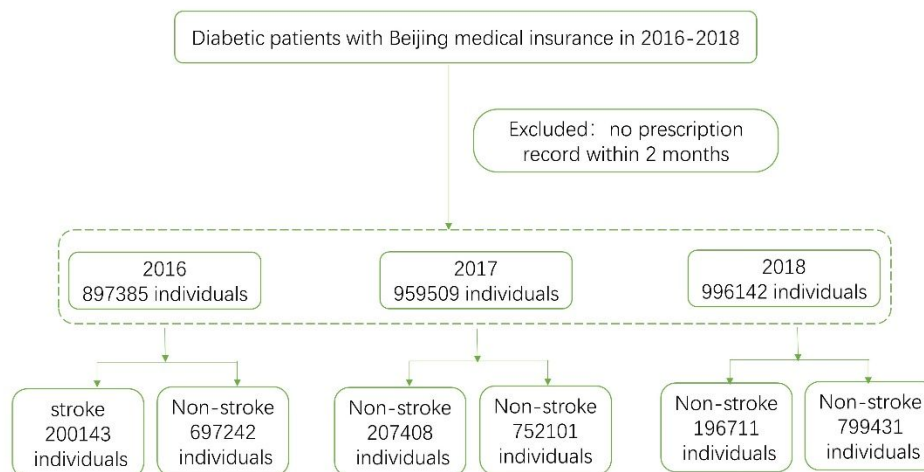 Diabetic patients with Beijing medical insurance in 2016-2018
Excluded： no prescription
record within 2 months
2016
897385 individuals
2017
959509 individuals
2018
996142 individuals
stroke
200143
individuals
Non-stroke
697242
individuals
Non-stroke
207408
individuals
Non-stroke
752101
individuals
Non-stroke
196711
individuals
Non-stroke
799431
individuals